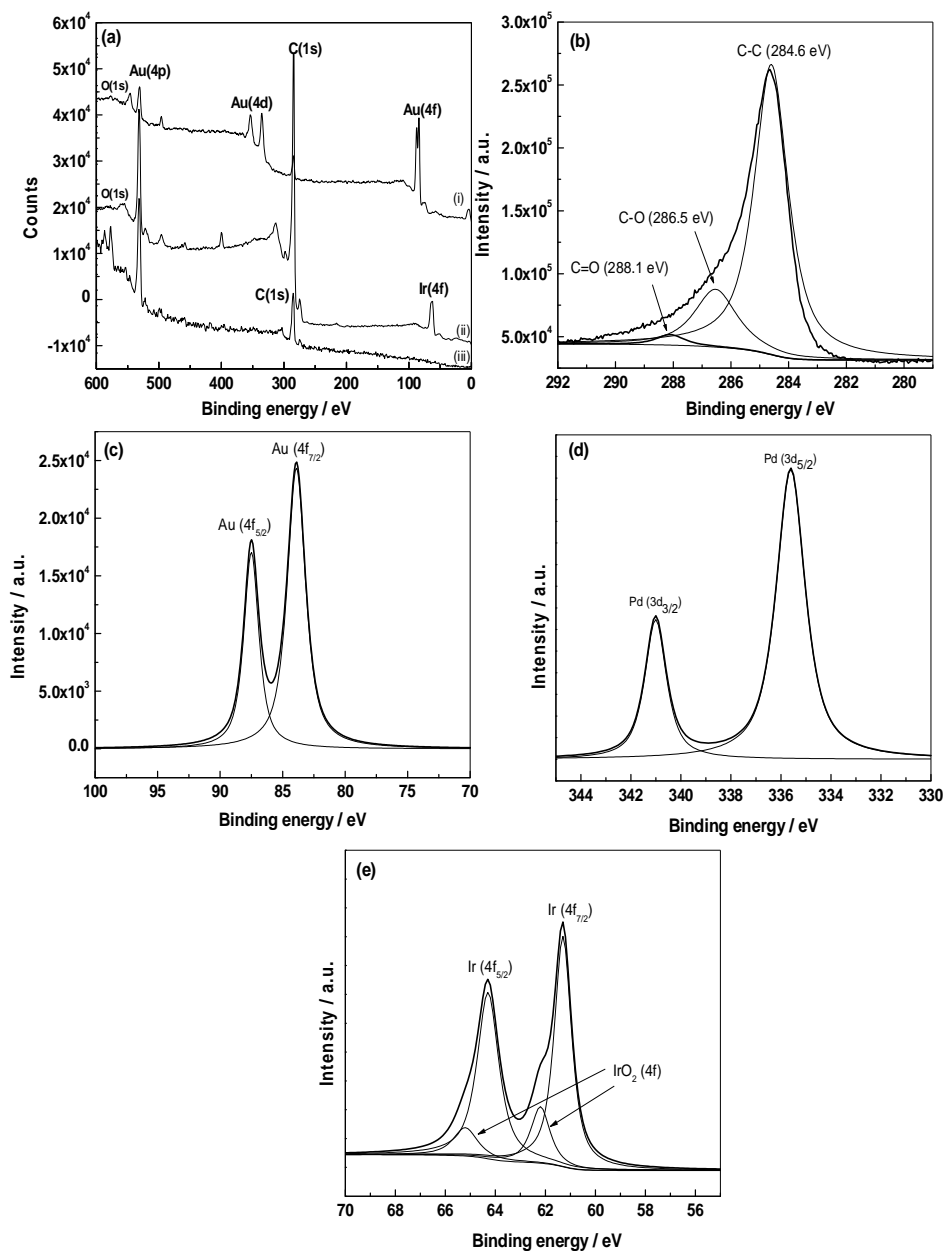 (a)
6x10⁴
5x10⁴
4x10⁴
3x10⁴
2x10⁴
1x10⁴
0
-1x10⁴
Counts
600 500 400 300 200 100 0
Binding energy / eV
O(1s)
Au(4p)
Au(4d)
C(1s)
Au(4f)
(i)
O(1s)
C(1s)
Ir(4f)
(ii)
(iii)
(b)
3.0x10⁵
2.5x10⁵
2.0x10⁵
1.5x10⁵
1.0x10⁵
5.0x10⁴
Intensity / a.u.
C-C (284.6 eV)
C-O (286.5 eV)
C=O (288.1 eV)
292 290 288 286 284 282 280
Binding energy / eV
(c)
2.5x10⁴
2.0x10⁴
1.5x10⁴
1.0x10⁴
5.0x10³
0.0
Intensity / a.u.
Au (4f₇/₂)
Au (4f₅/₂)
100 95 90 85 80 75 70
Binding energy / eV
(d)
Intensity / a.u.
Pd (3d₅/₂)
Pd (3d₃/₂)
344 342 340 338 336 334 332 330
Binding energy / eV
(e)
Intensity / a.u.
Ir (4f₇/₂)
Ir (4f₅/₂)
IrO₂ (4f)
70 68 66 64 62 60 58 56
Binding energy / eV